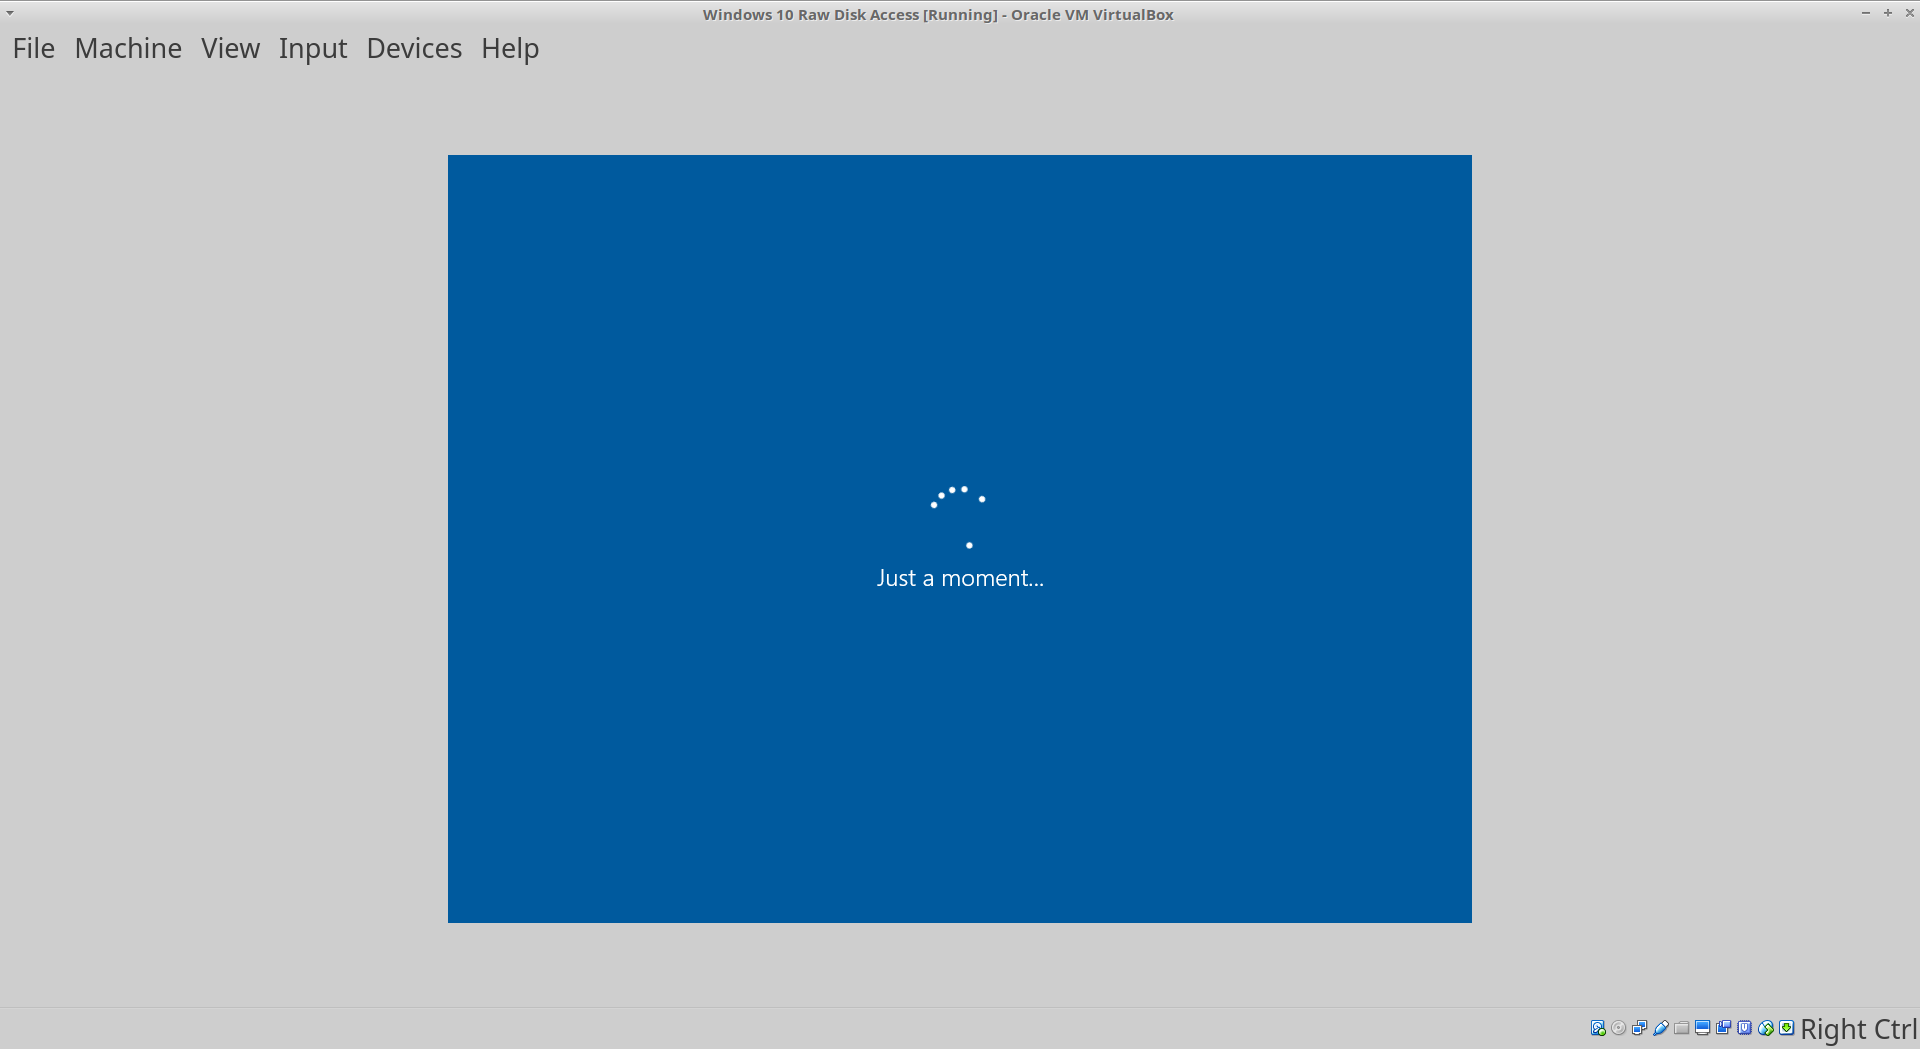 Windows 10 Raw Disk Access [Running] - Oracle VM VirtualBox
File Machine View Input Devices Help
Just a moment...
Right Ctrl